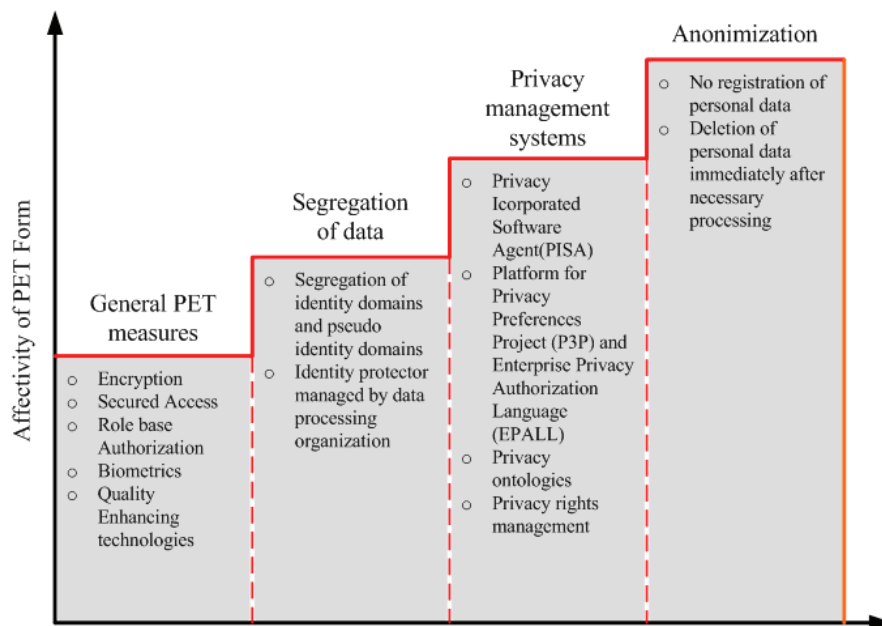 Affectivity of PET Form
General PET
measures
○ Encryption
○ Secured Access
○ Role base
Authorization
○ Biometrics
○ Quality
Enhancing
technologies
Segregation
of data
○ Segregation of
identity domains
and pseudo
identity domains
○ Identity protector
managed by data
processing
organization
Privacy
management
systems
○ Privacy
Icorporated
Software
Agent(PISA)
○ Platform for
Privacy
Preferences
Project (P3P) and
Enterprise Privacy
Authorization
Language
(EPALL)
○ Privacy
ontologies
○ Privacy rights
management
Anonimization
○ No registration of
personal data
○ Deletion of
personal data
immediately after
necessary
processing